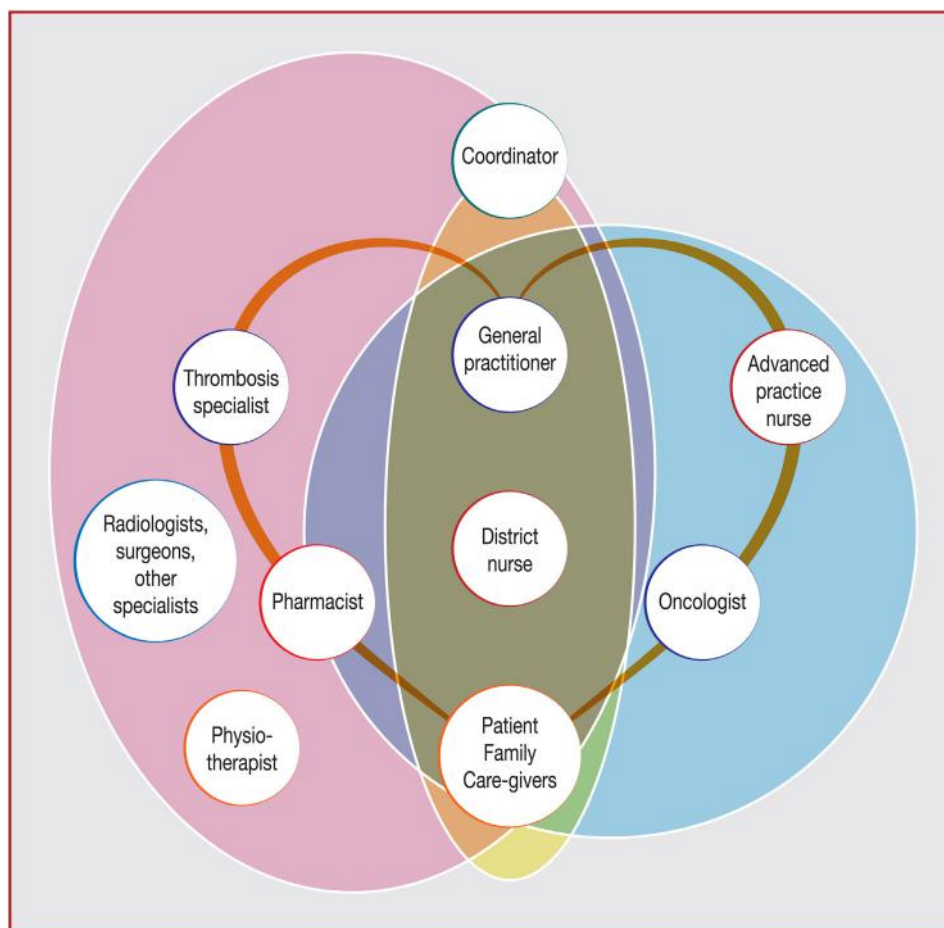 Coordinator
General
practitioner
Thrombosis
specialist
Advanced
practice
nurse
Radiologists,
surgeons,
other
specialists
Pharmacist
District
nurse
Oncologist
Physio-
therapist
Patient
Family
Care-givers